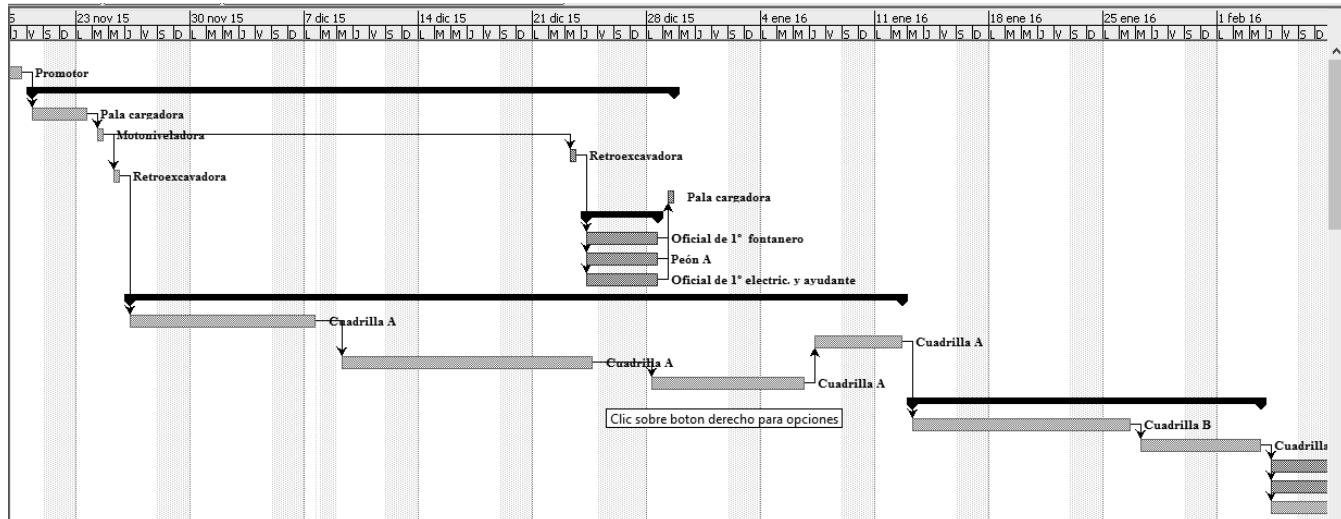 5 23 nov 15 30 nov 15 7 dic 15 14 dic 15 21 dic 15 28 dic 15 4 ene 16 11 ene 16 18 ene 16 25 ene 16 1 feb 16
J V S D L M M J V S D L M M J V S D L M M J V S D L M M J V S D L M M J V S D L M M J V S D L M M J V S D L M M J V S D L M M J V S D L M M J V S D L M M J V S D
Promotor
Pala cargadora
Motoniveladora
Retroexcavadora
Retroexcavadora
Pala cargadora
Oficial de 1º fontanero
Peón A
Oficial de 1º electric. y ayudante
Cuadrilla A
Cuadrilla A
Cuadrilla A
Cuadrilla A
Clic sobre boton derecho para opciones
Cuadrilla B
Cuadrilla